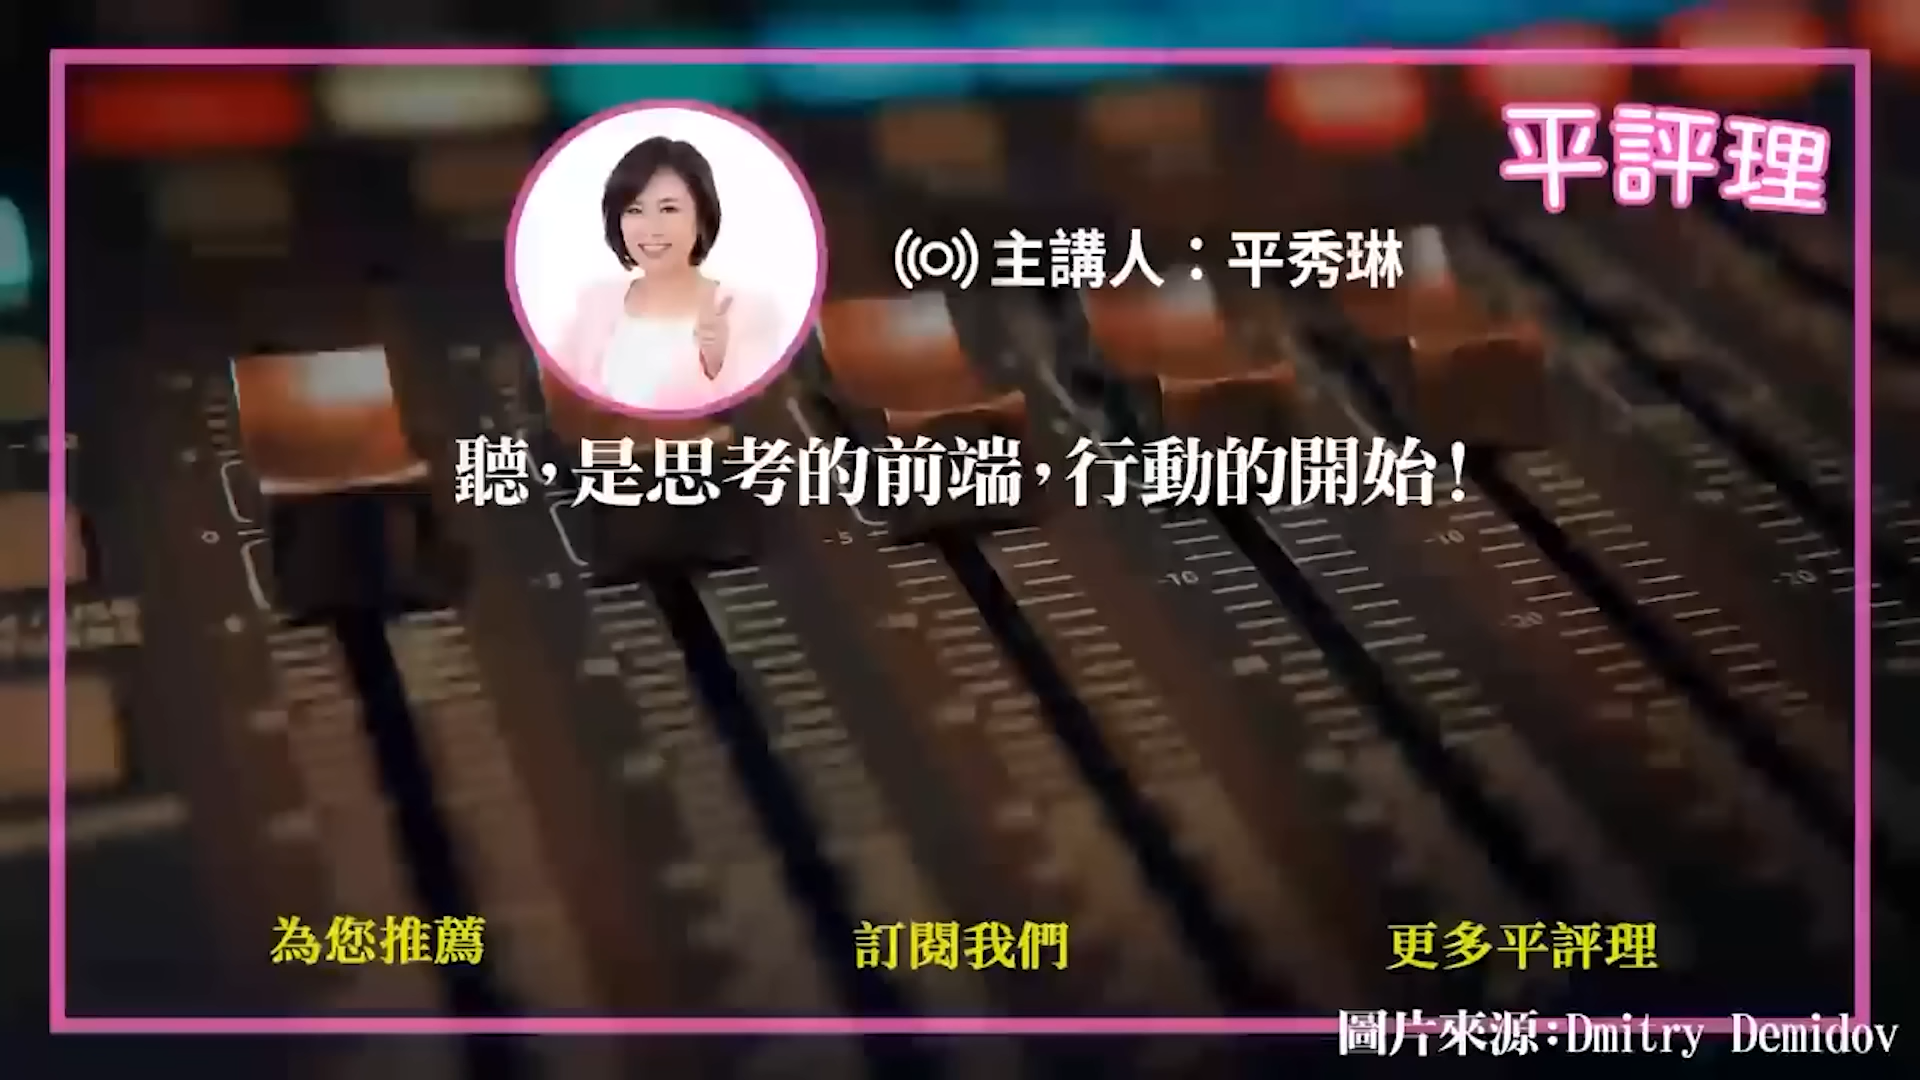 平評理
主講人：平秀琳
聽，是思考的前端，行動的開始！
為您推薦
訂閱我們
更多平評理
圖片來源：Dmitry Demidov